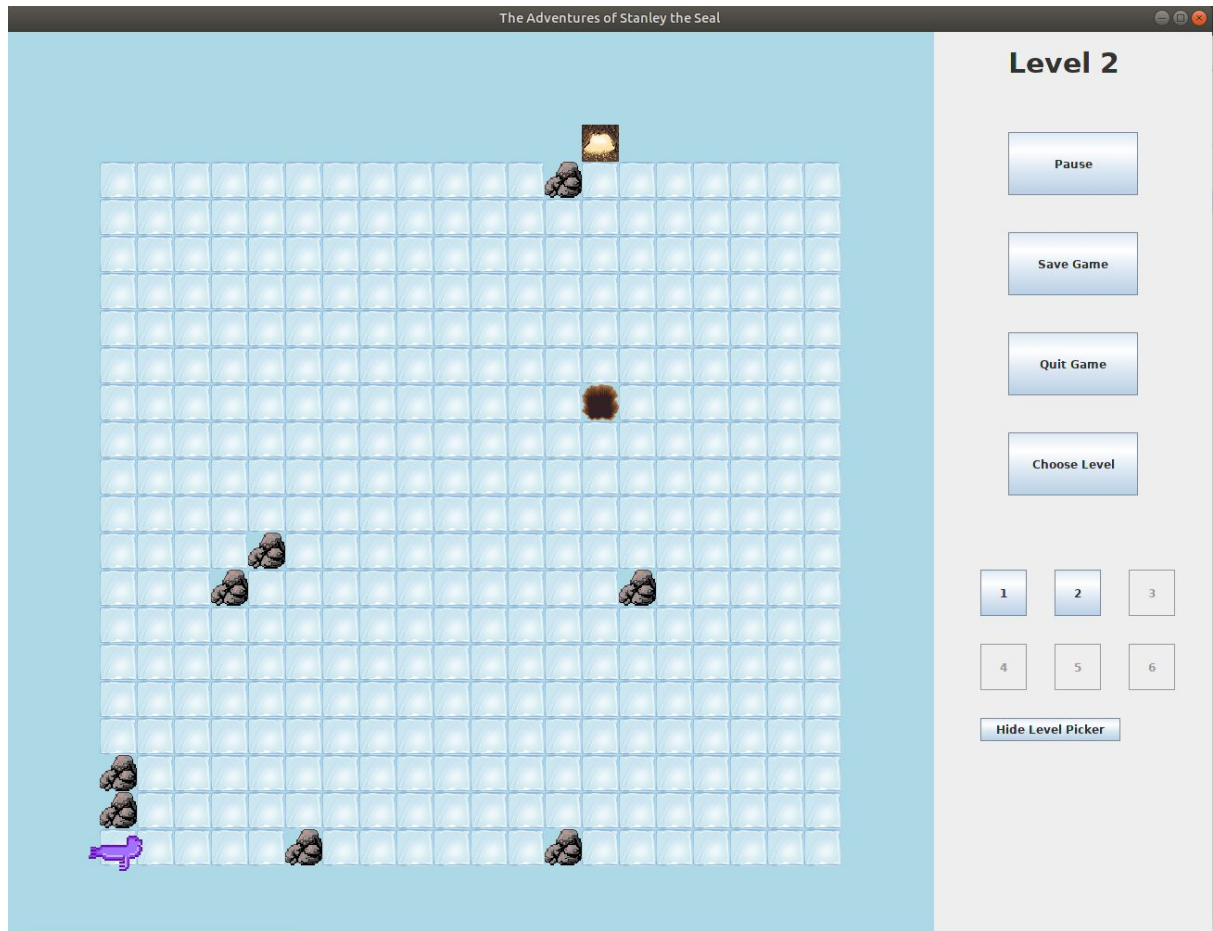 The Adventures of Stanley the Seal
Level 2
Pause
Save Game
Quit Game
Choose Level
1 2 3
4 5 6
Hide Level Picker